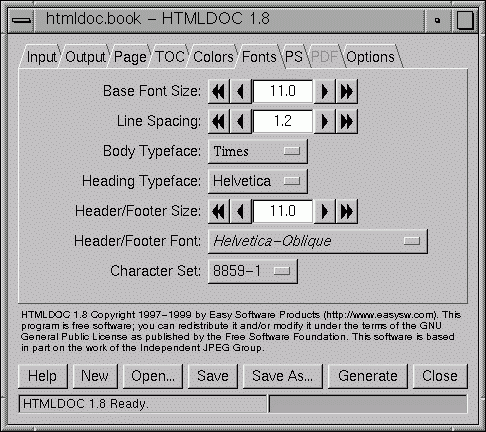 htmldoc.book - HTMLDOC 1.8
Input Output Page TOC Colors Fonts PS PDF Options
Base Font Size: 11.0
Line Spacing: 1.2
Body Typeface: Times
Heading Typeface: Helvetica
Header/Footer Size: 11.0
Header/Footer Font: Helvetica-Oblique
Character Set: 8859-1
HTMLDOC 1.8 Copyright 1997-1999 by Easy Software Products (http://www.easysw.com). This
program is free software; you can redistribute it and/or modify it under the terms of the GNU
General Public License as published by the Free Software Foundation. This software is based
in part on the work of the Independent JPEG Group.
Help New Open... Save Save As... Generate Close
HTMLDOC 1.8 Ready.